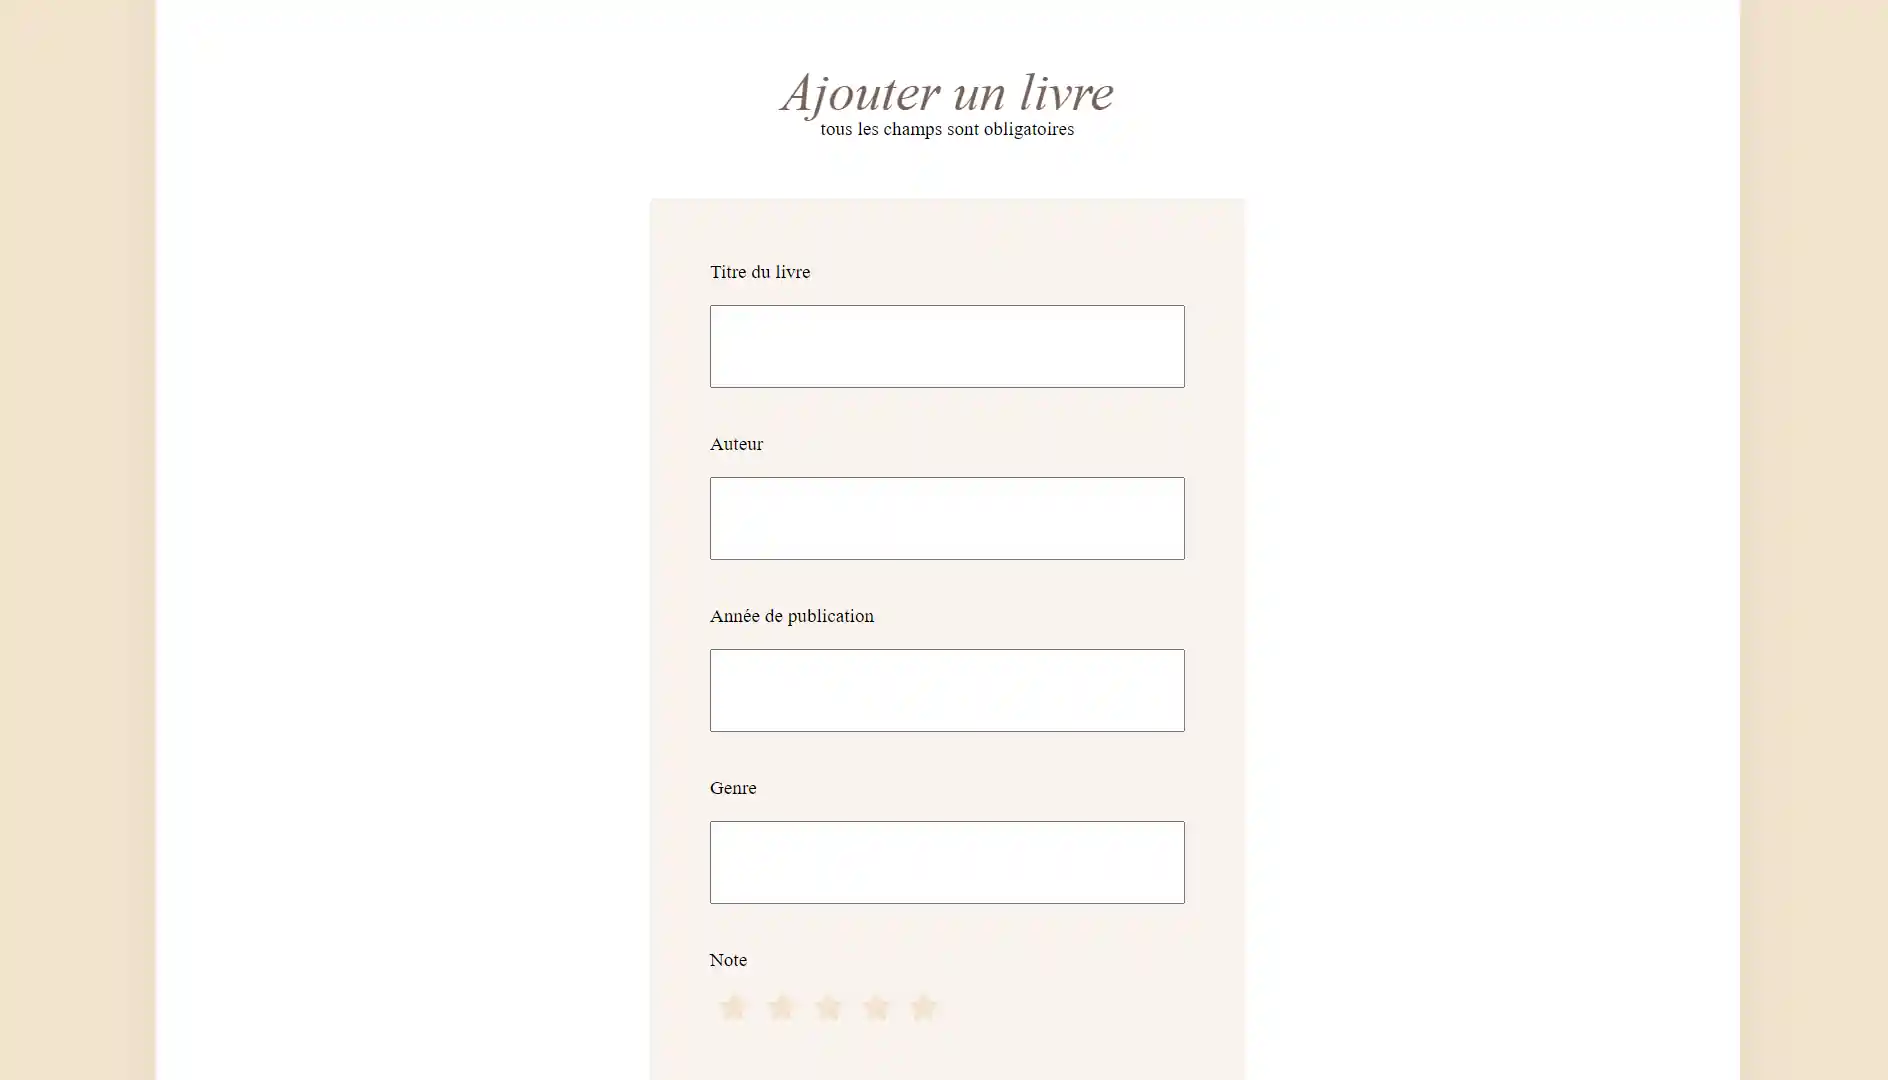 Ajouter un livre
tous les champs sont obligatoires
Titre du livre
Auteur
Année de publication
Genre
Note